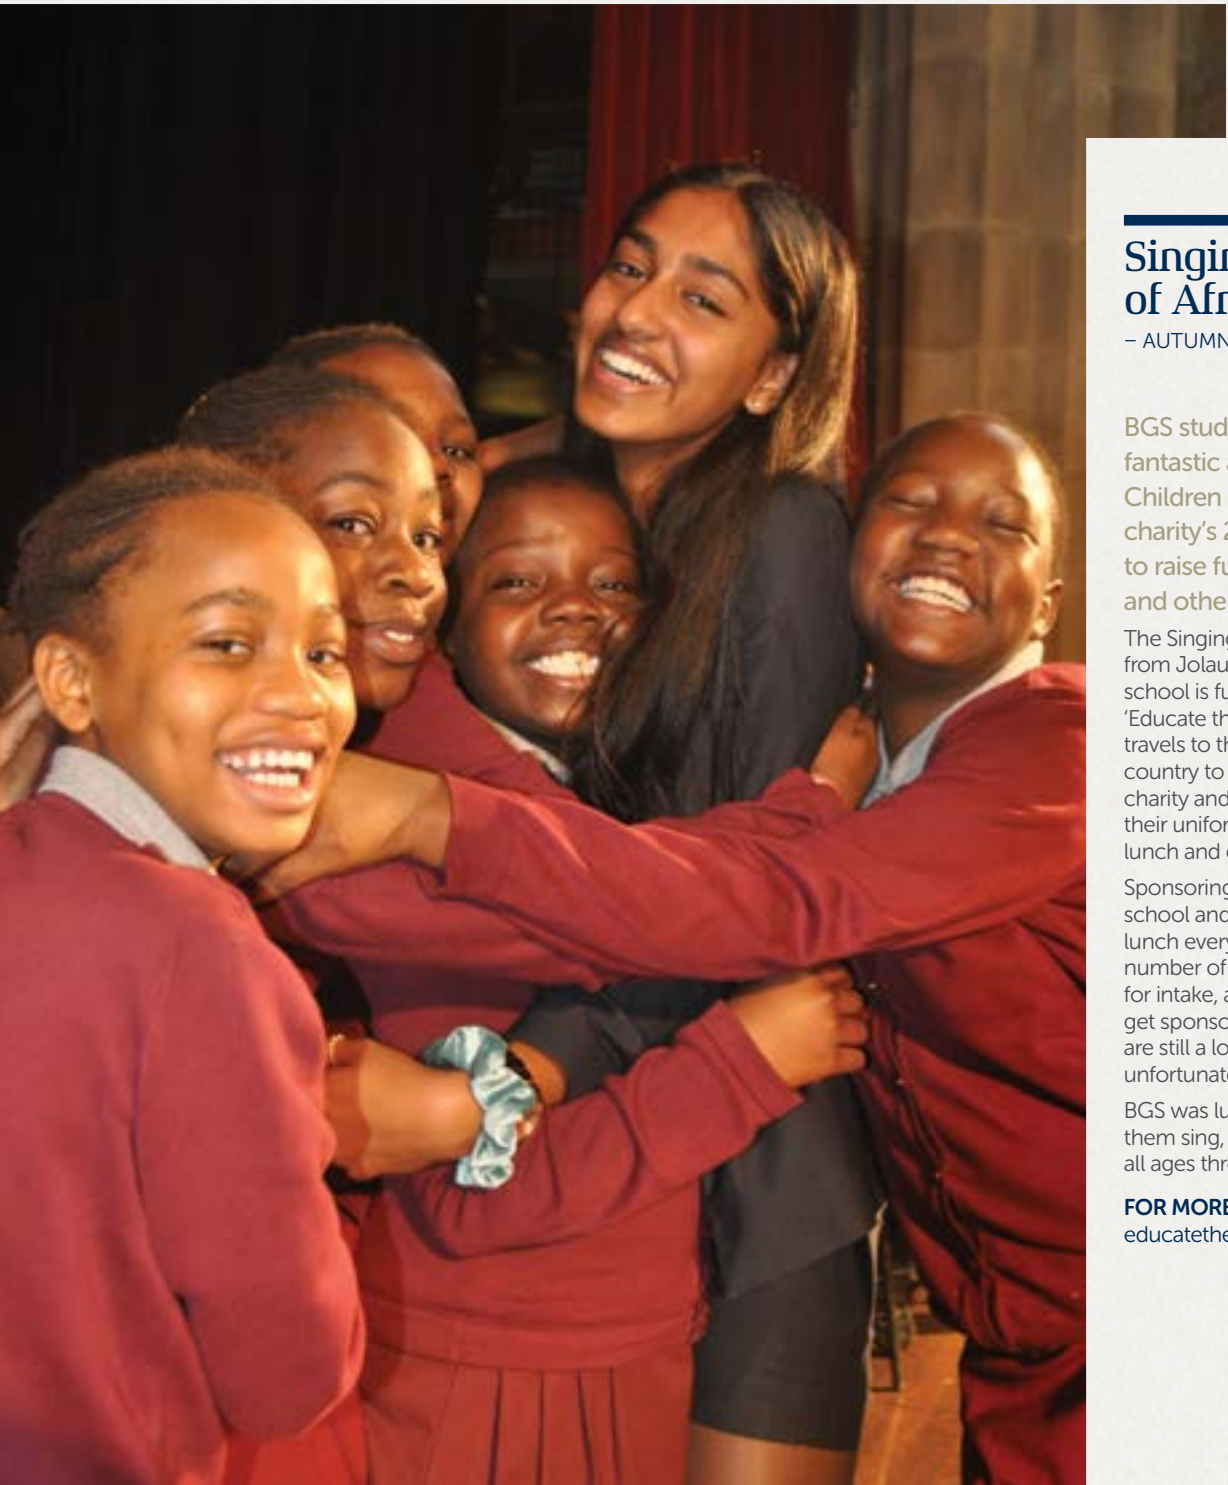 Singin
of Afr
– AUTUMN
BGS stud
fantastic a
Children
charity's 2
to raise fu
and othe
The Singing
from Jolau
school is fu
'Educate th
travels to th
country to
charity and
their unifor
lunch and
Sponsoring
school and
lunch every
number of
for intake, a
get sponso
are still a lo
unfortunate
BGS was lu
them sing,
all ages thr
FOR MORE
educatethe